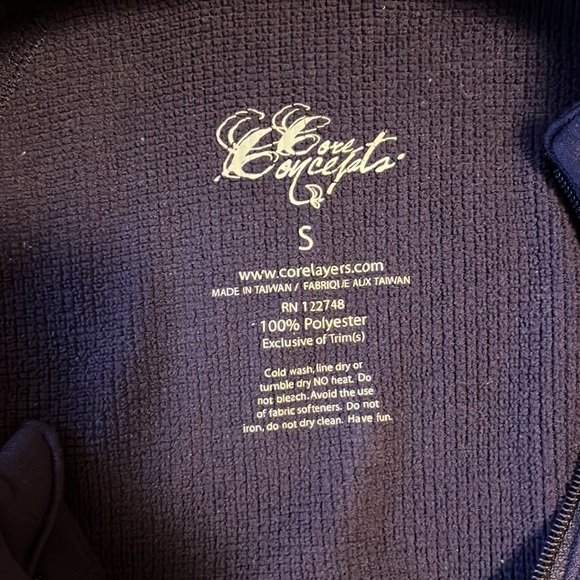 Core
Concepts
S
www.corelayers.com
MADE IN TAIWAN / FABRIQUE AUX TAIWAN
RN 122748
100% Polyester
Exclusive of Trim(s)
Cold wash, line dry or
tumble dry NO heat. Do
not bleach. Avoid the use
of fabric softeners. Do not
iron, do not dry clean. Have fun.